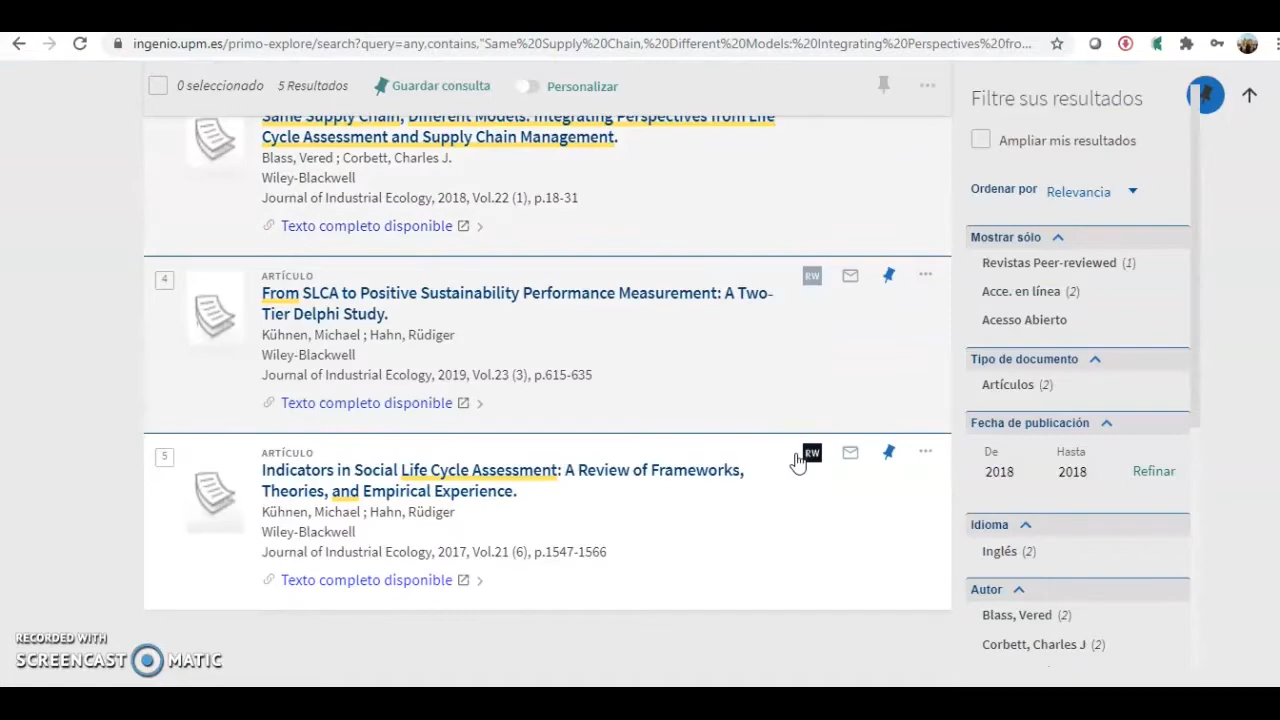 ingenio.upm.es/primo-explore/search?query=any.contains,"Same%20Supply%20Chain,%20Different%20Models:%20Integrating%20Perspectives%20fro...
0 seleccionado 5 Resultados Guardar consulta Personalizar
Same Supply Chain, Different Models: Integrating Perspectives from Life
Cycle Assessment and Supply Chain Management.
Blass, Vered ; Corbett, Charles J.
Wiley-Blackwell
Journal of Industrial Ecology, 2018, Vol.22 (1), p.18-31
Texto completo disponible
4
ARTÍCULO
RW
From SLCA to Positive Sustainability Performance Measurement: A Two-
Tier Delphi Study.
Kühnen, Michael ; Hahn, Rüdiger
Wiley-Blackwell
Journal of Industrial Ecology, 2019, Vol.23 (3), p.615-635
Texto completo disponible
5
ARTÍCULO
RW
Indicators in Social Life Cycle Assessment: A Review of Frameworks,
Theories, and Empirical Experience.
Kühnen, Michael ; Hahn, Rüdiger
Wiley-Blackwell
Journal of Industrial Ecology, 2017, Vol.21 (6), p.1547-1566
Texto completo disponible
Filtre sus resultados
Ampliar mis resultados
Ordenar por Relevancia
Mostrar sólo
Revistas Peer-reviewed (1)
Acce. en línea (2)
Acesso Abierto
Tipo de documento
Artículos (2)
Fecha de publicación
De Hasta
2018 2018 Refinar
Idioma
Inglés (2)
Autor
Blass, Vered (2)
Corbett, Charles J (2)
RECORDED WITH
SCREENCAST MATIC